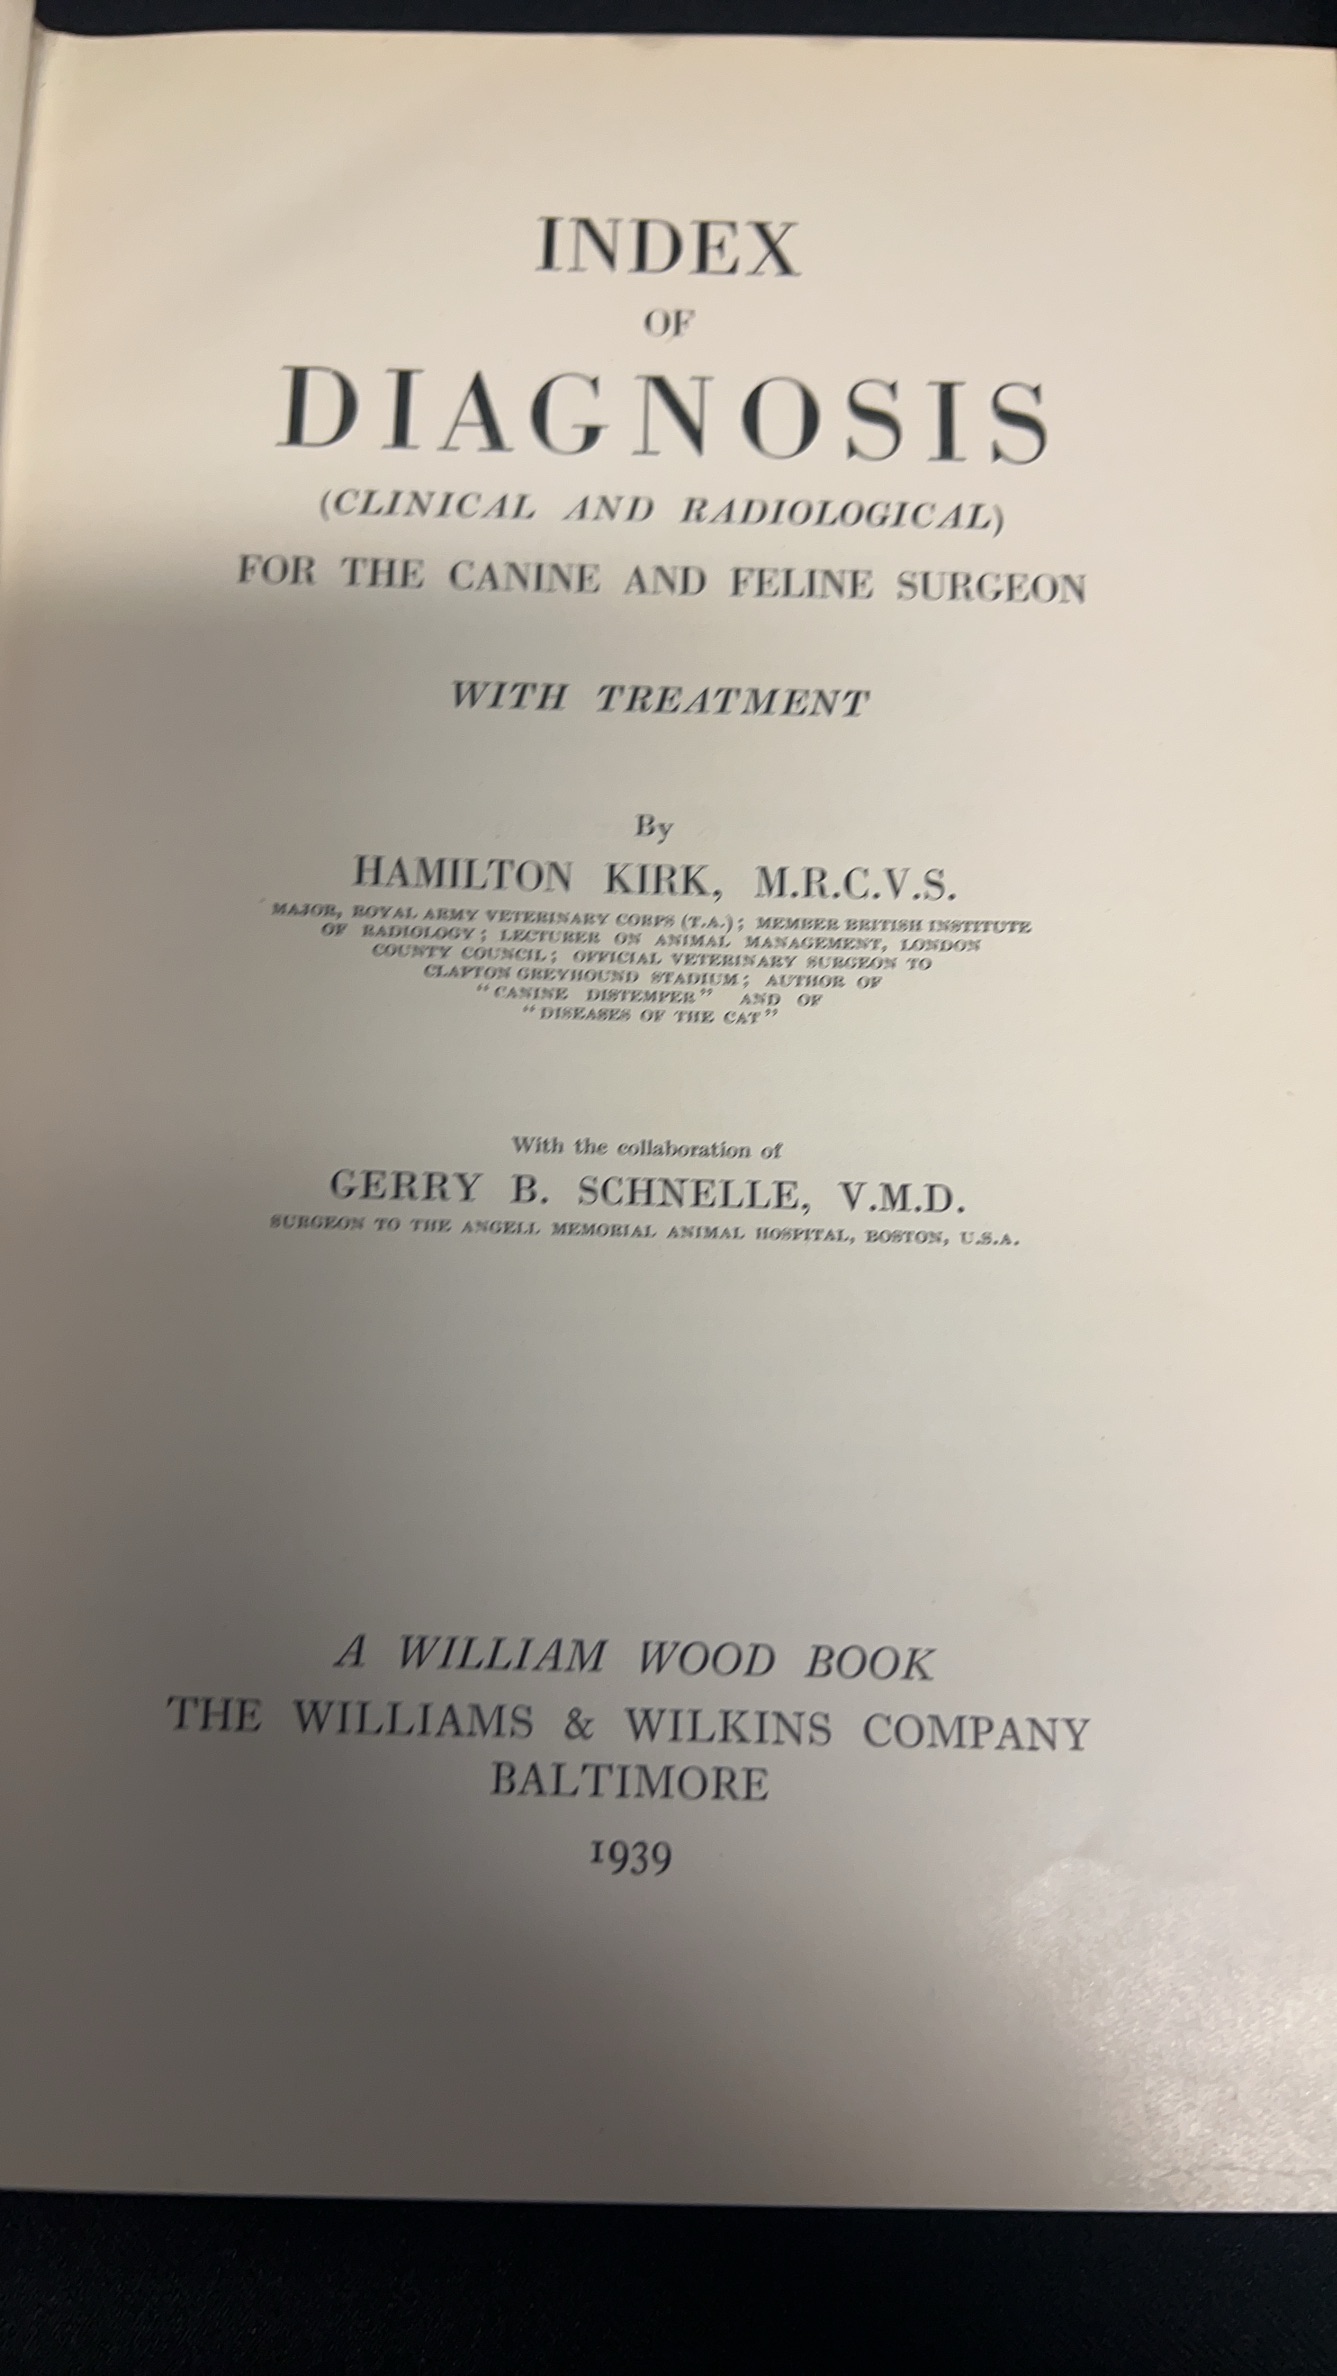 INDEX
OF
DIAGNOSIS
(CLINICAL AND RADIOLOGICAL)
FOR THE CANINE AND FELINE SURGEON
WITH TREATMENT
By
HAMILTON KIRK, M.R.C.V.S.
MAJOR, ROYAL ARMY VETERINARY CORPS (T.A.); MEMBER BRITISH INSTITUTE
OF RADIOLOGY; LECTURER ON ANIMAL MANAGEMENT, LONDON
COUNTY COUNCIL; OFFICIAL VETERINARY SURGEON TO
CLAPTON GREYHOUND STADIUM; AUTHOR OF
"CANINE DISTEMPER" AND OF
"DISEASES OF THE CAT"
With the collaboration of
GERRY B. SCHNELLE, V.M.D.
SURGEON TO THE ANGELL MEMORIAL ANIMAL HOSPITAL, BOSTON, U.S.A.
A WILLIAM WOOD BOOK
THE WILLIAMS & WILKINS COMPANY
BALTIMORE
1939